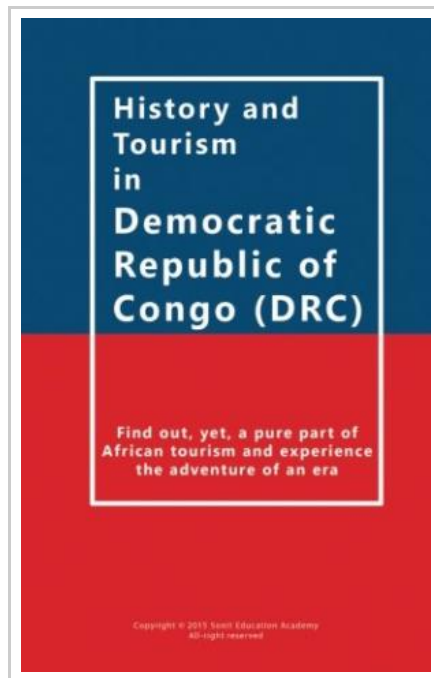 History and
Tourism
in
Democratic
Republic of
Congo (DRC)
Find out, yet, a pure part of
African tourism and experience
the adventure of an era
Copyright © 2015 Sonit Education Academy
All-right reserved